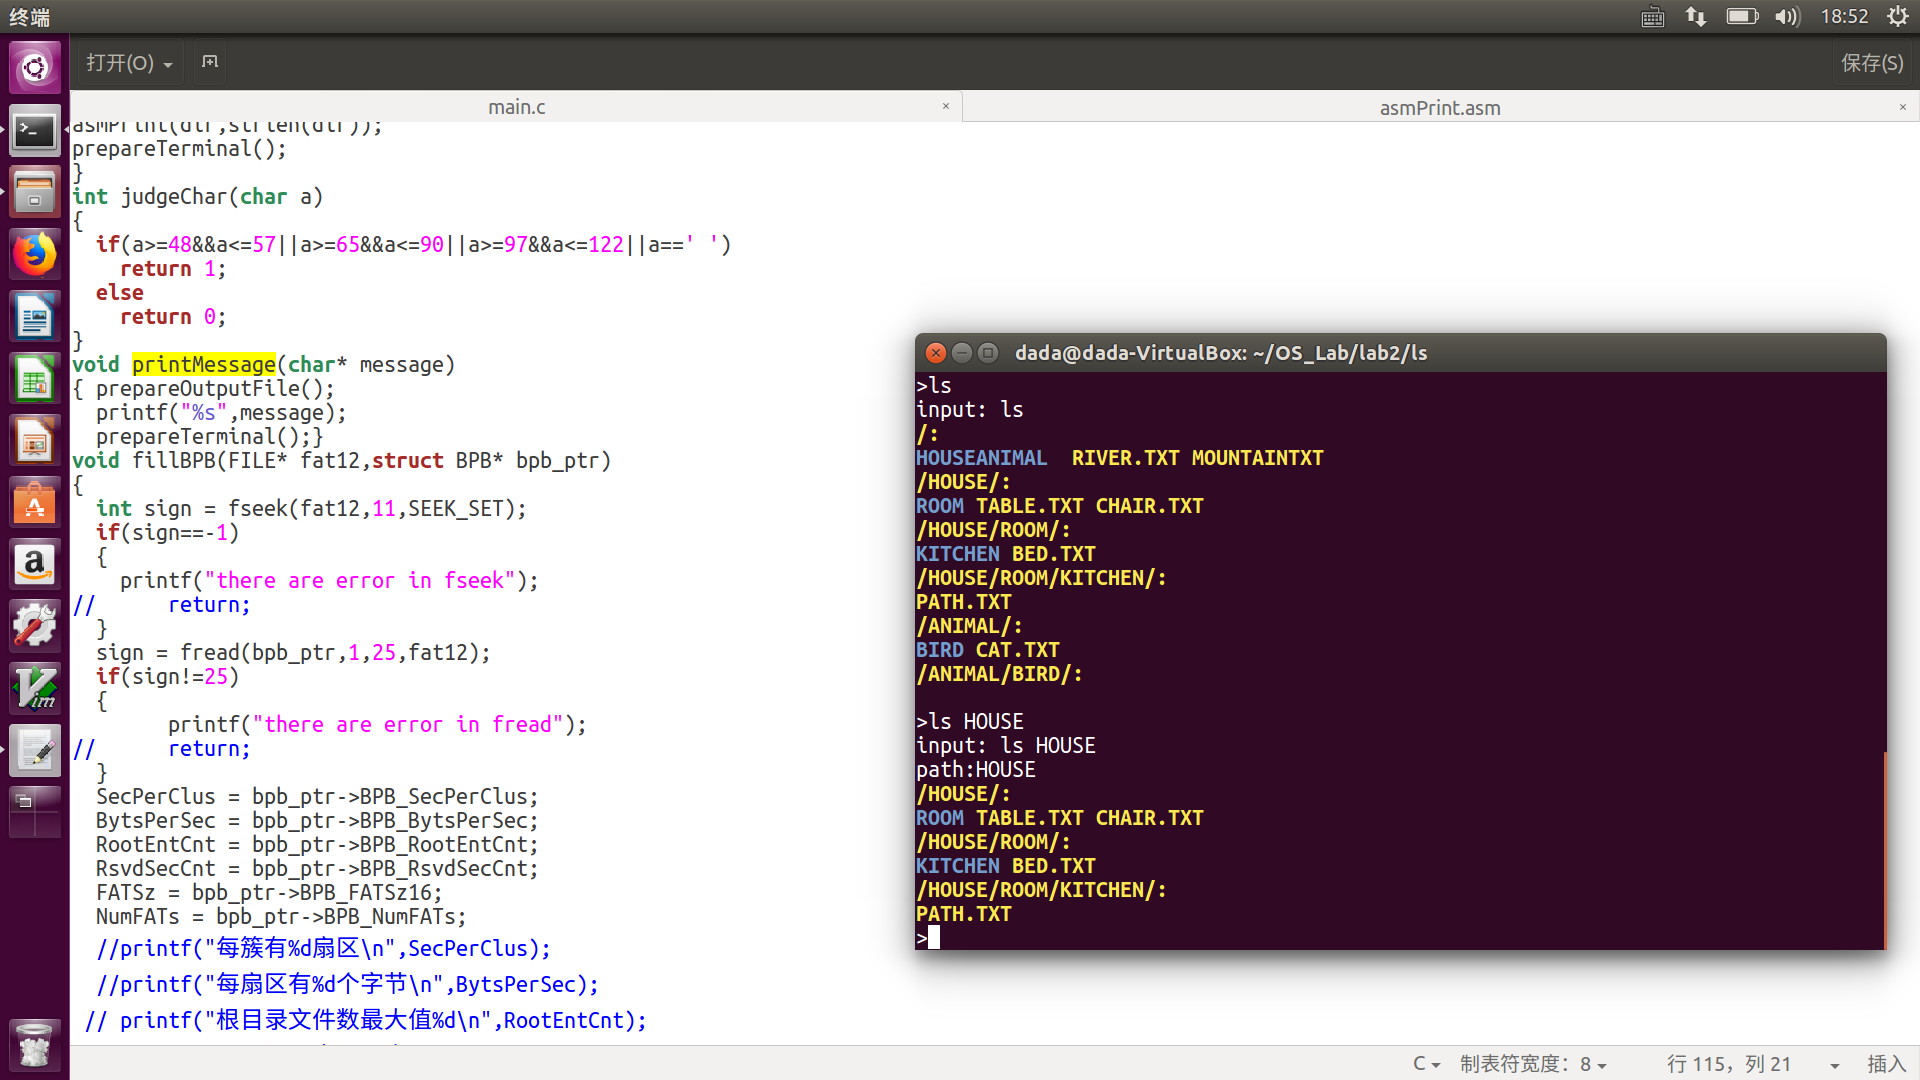 终端
18:52
打开(O)
保存(S)
main.c
asmPrint.asm
asmPrint(dir,strlen(dir));
prepareTerminal();
}
int judgeChar(char a)
{
  if(a>=48&&a<=57||a>=65&&a<=90||a>=97&&a<=122||a==' ')
    return 1;
  else
    return 0;
}
void printMessage(char* message)
{ prepareOutputFile();
  printf("%s",message);
  prepareTerminal();}
void fillBPB(FILE* fat12,struct BPB* bpb_ptr)
{
  int sign = fseek(fat12,11,SEEK_SET);
  if(sign==-1)
  {
    printf("there are error in fseek");
//      return;
  }
  sign = fread(bpb_ptr,1,25,fat12);
  if(sign!=25)
  {
        printf("there are error in fread");
//      return;
  }
  SecPerClus = bpb_ptr->BPB_SecPerClus;
  BytsPerSec = bpb_ptr->BPB_BytsPerSec;
  RootEntCnt = bpb_ptr->BPB_RootEntCnt;
  RsvdSecCnt = bpb_ptr->BPB_RsvdSecCnt;
  FATSz = bpb_ptr->BPB_FATSz16;
  NumFATs = bpb_ptr->BPB_NumFATs;
  //printf("每簇有%d扇区\n",SecPerClus);
  //printf("每扇区有%d个字节\n",BytsPerSec);
 // printf("根目录文件数最大值%d\n",RootEntCnt);
dada@dada-VirtualBox: ~/OS_Lab/lab2/ls
>ls
input: ls
/:
HOUSEANIMAL  RIVER.TXT MOUNTAINTXT
/HOUSE/:
ROOM TABLE.TXT CHAIR.TXT
/HOUSE/ROOM/:
KITCHEN BED.TXT
/HOUSE/ROOM/KITCHEN/:
PATH.TXT
/ANIMAL/:
BIRD CAT.TXT
/ANIMAL/BIRD/:
>ls HOUSE
input: ls HOUSE
path:HOUSE
/HOUSE/:
ROOM TABLE.TXT CHAIR.TXT
/HOUSE/ROOM/:
KITCHEN BED.TXT
/HOUSE/ROOM/KITCHEN/:
PATH.TXT
>
C
制表符宽度：8
行 115，列 21
插入